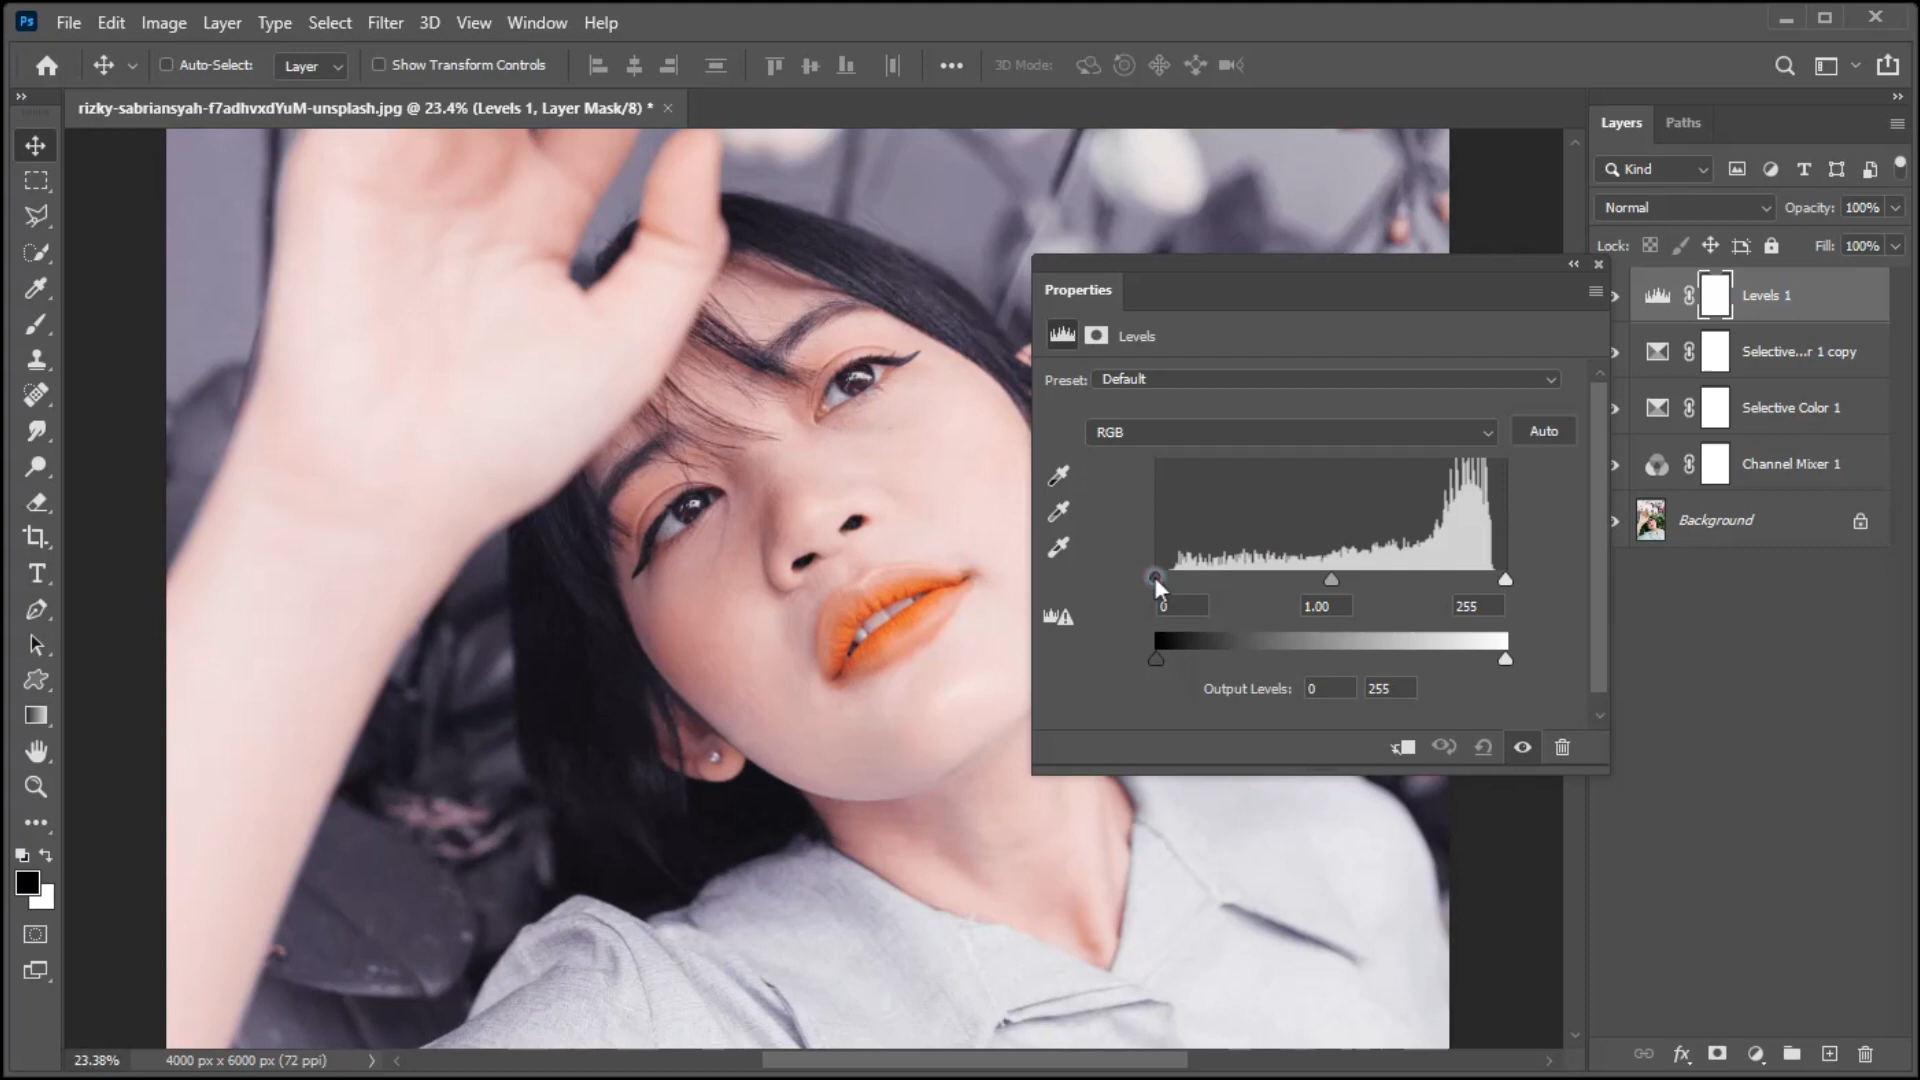 Ps File Edit Image Layer Type Select Filter 3D View Window Help
Auto-Select: Layer Show Transform Controls 3D Mode:
rizky-sabriansyah-f7adhvxdYuM-unsplash.jpg @ 23.4% (Levels 1, Layer Mask/8) *
Layers Paths
Kind
Normal Opacity: 100%
Lock: Fill: 100%
Levels 1
Selective...r 1 copy
Selective Color 1
Channel Mixer 1
Background
Properties
Levels
Preset: Default
RGB Auto
0 1.00 255
Output Levels: 0 255
23.38% 4000 px x 6000 px (72 ppi)